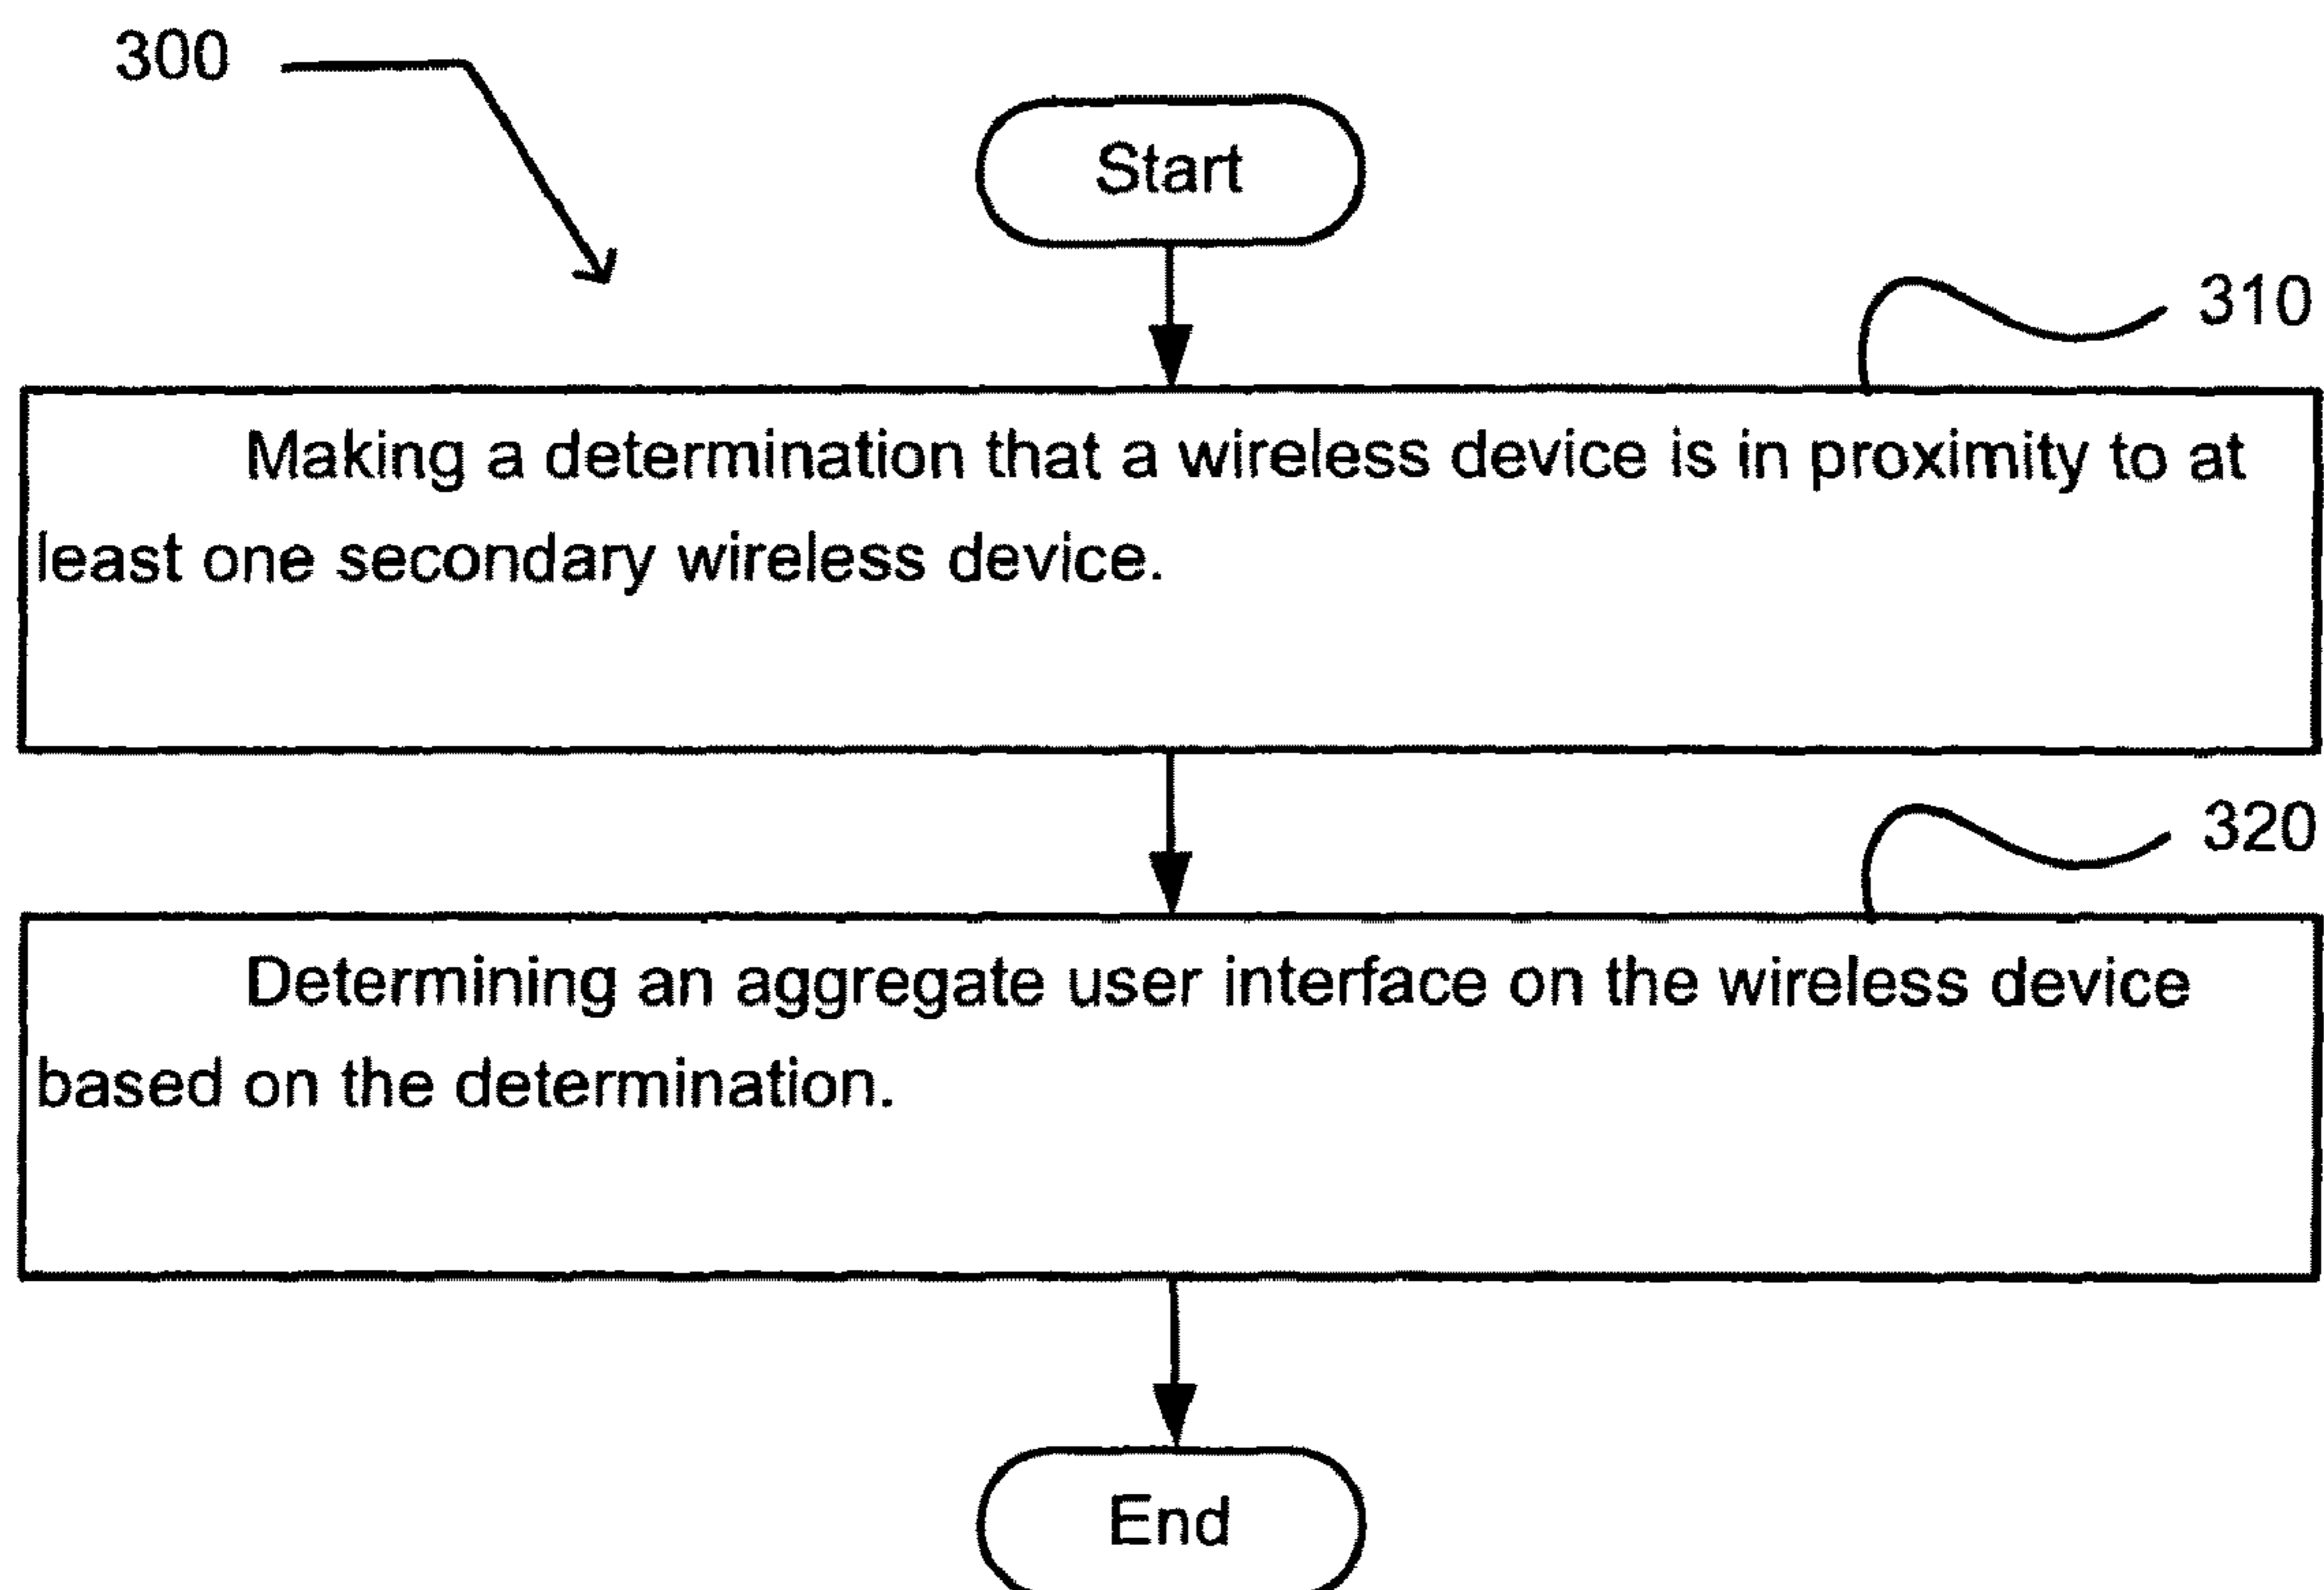 300
Start
310
Making a determination that a wireless device is in proximity to at
least one secondary wireless device.
320
Determining an aggregate user interface on the wireless device
based on the determination.
End